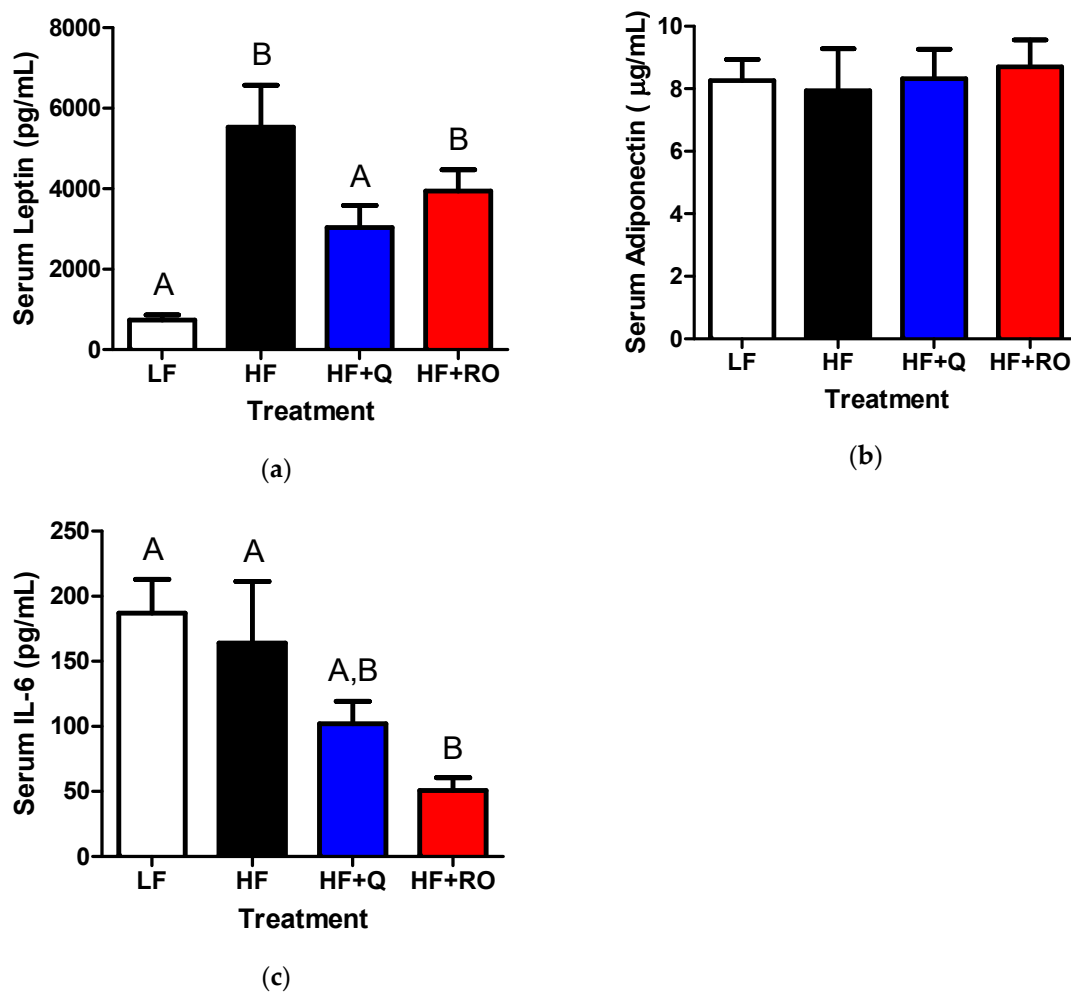 8000
6000
4000
2000
0
Serum Leptin (pg/mL)
A
B
A
B
LF HF HF+Q HF+RO
Treatment
(a)
10
8
6
4
2
0
Serum Adiponectin ( µg/mL)
LF HF HF+Q HF+RO
Treatment
(b)
250
200
150
100
50
0
Serum IL-6 (pg/mL)
A
A
A,B
B
LF HF HF+Q HF+RO
Treatment
(c)